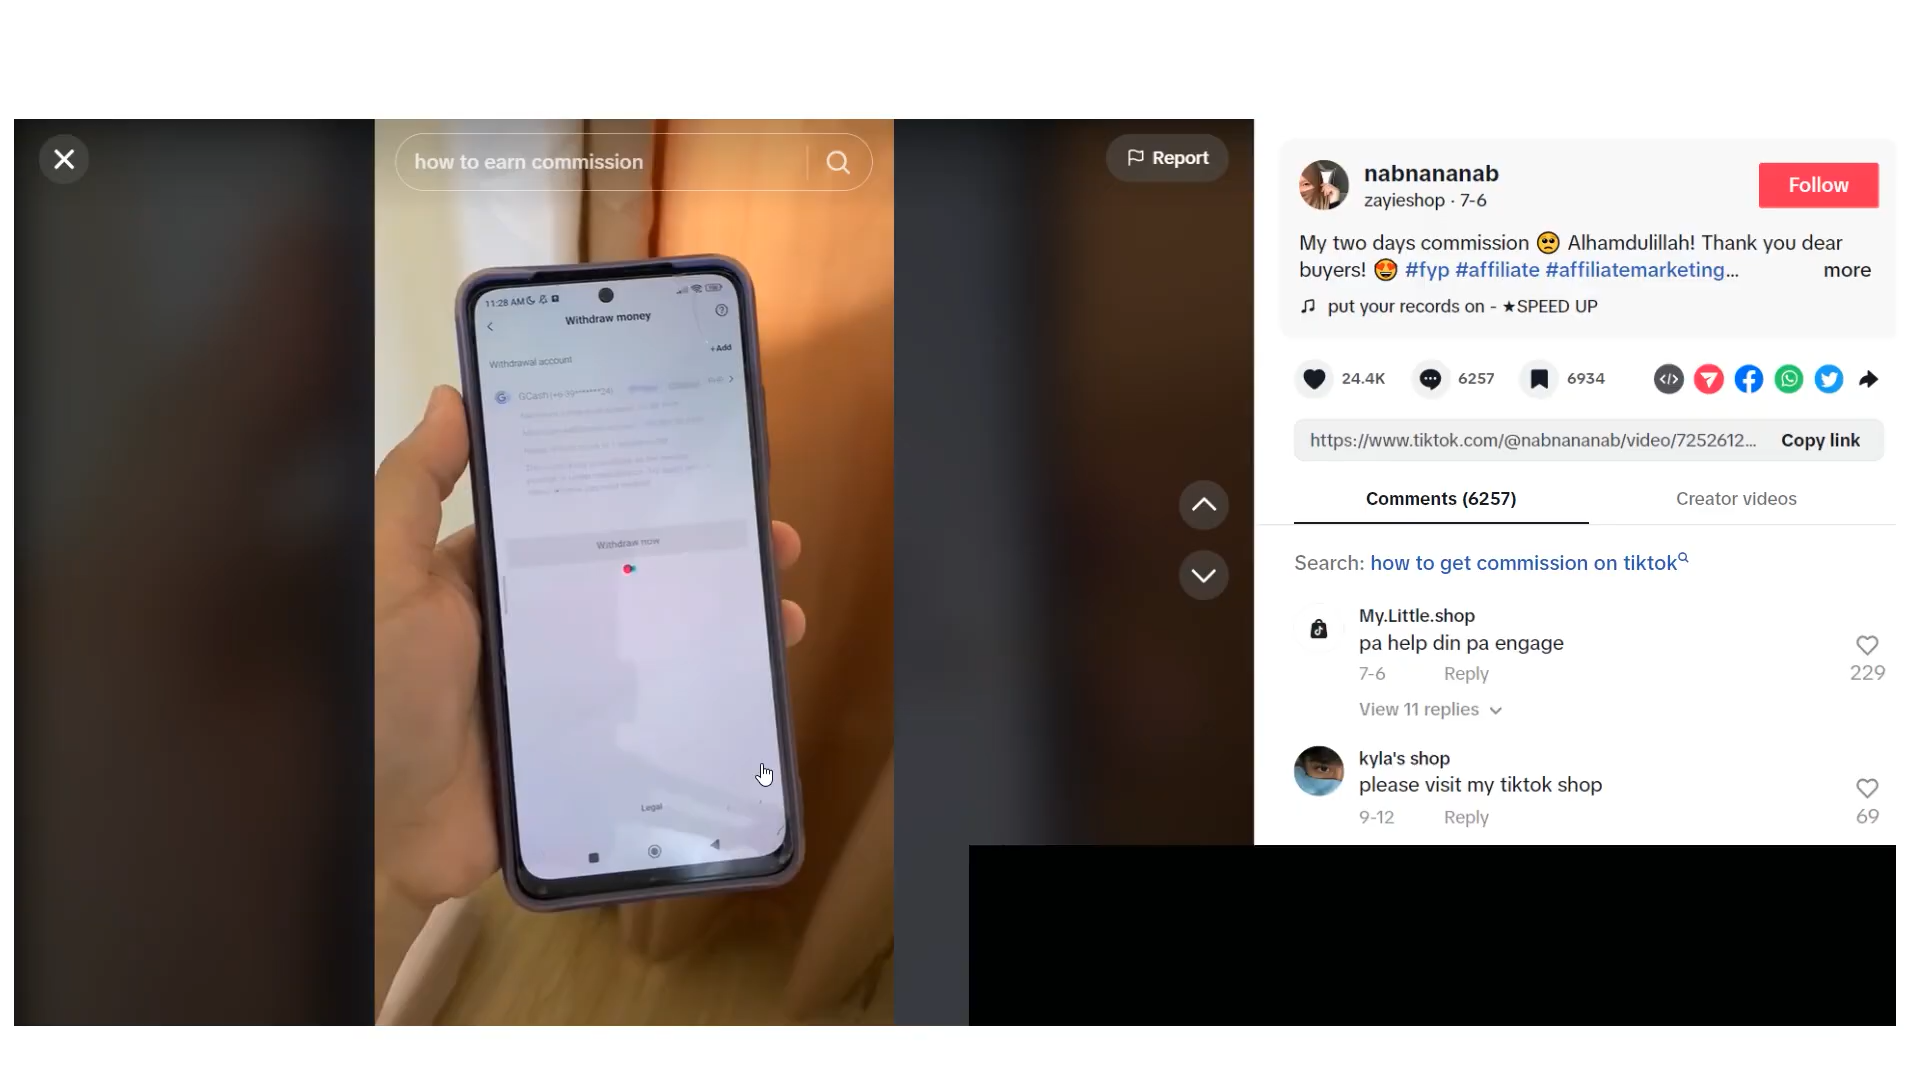 how to earn commission
Report
11:28 AM
Withdraw money
Withdrawal account
+Add
GCash
Withdraw now
Legal
nabnananab
Follow
zayieshop · 7-6
My two days commission 🥺 Alhamdulillah! Thank you dear
buyers! 😍 #fyp #affiliate #affiliatemarketing... more
put your records on - ★SPEED UP
24.4K 6257 6934
https://www.tiktok.com/@nabnananab/video/7252612... Copy link
Comments (6257) Creator videos
Search: how to get commission on tiktok
My.Little.shop
pa help din pa engage
229
7-6 Reply
View 11 replies
kyla's shop
please visit my tiktok shop
69
9-12 Reply